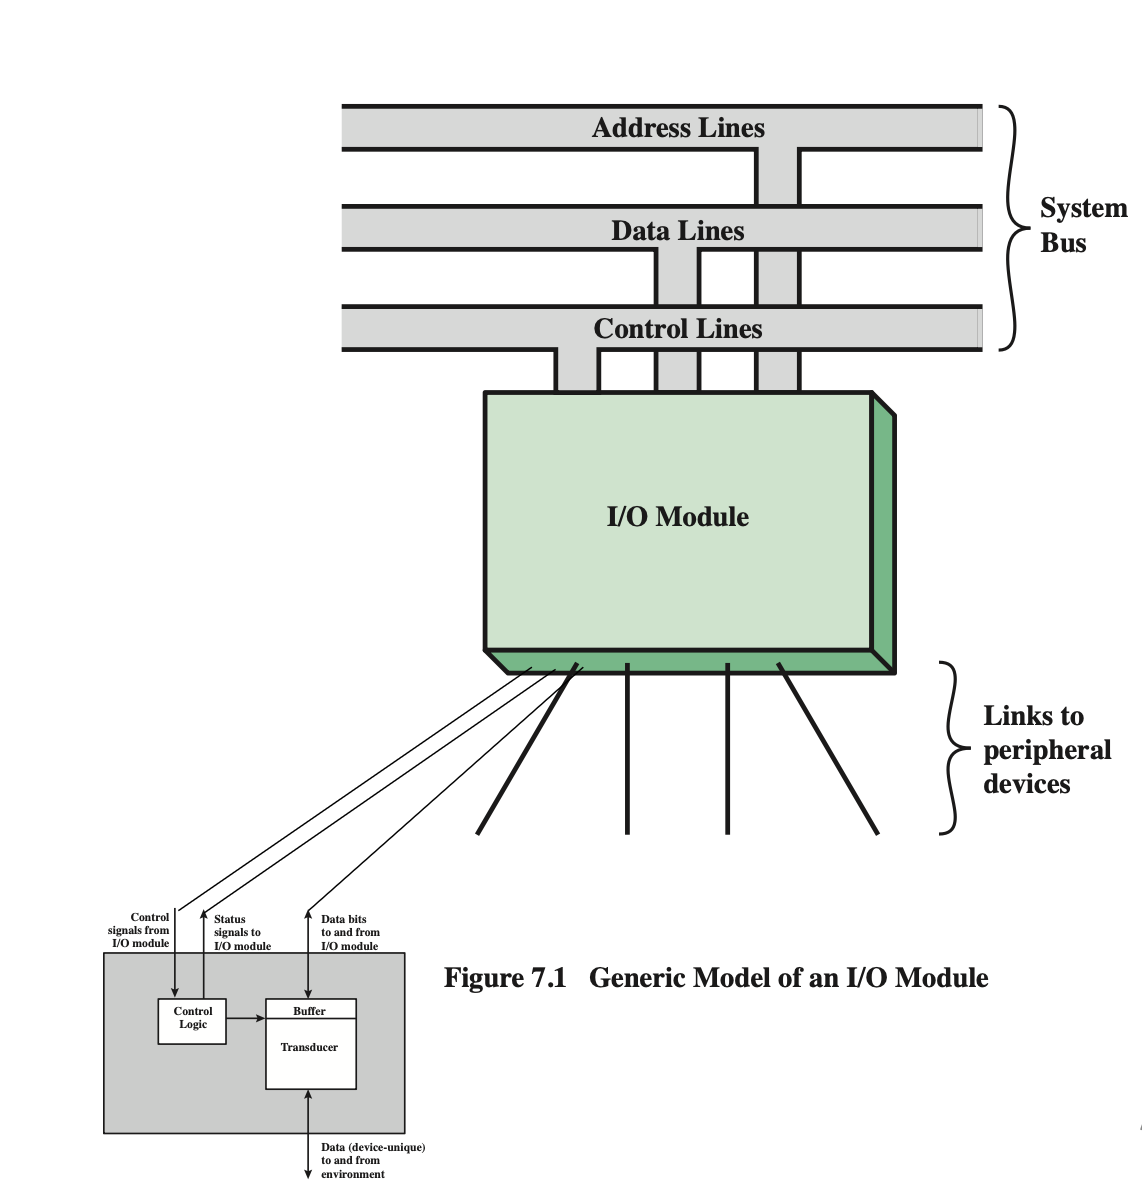 Address Lines
Data Lines
Control Lines
System
Bus
I/O Module
Links to
peripheral
devices
Control
signals from
I/O module
Status
signals to
I/O module
Data bits
to and from
I/O module
Figure 7.1   Generic Model of an I/O Module
Control
Logic
Buffer
Transducer
Data (device-unique)
to and from
environment